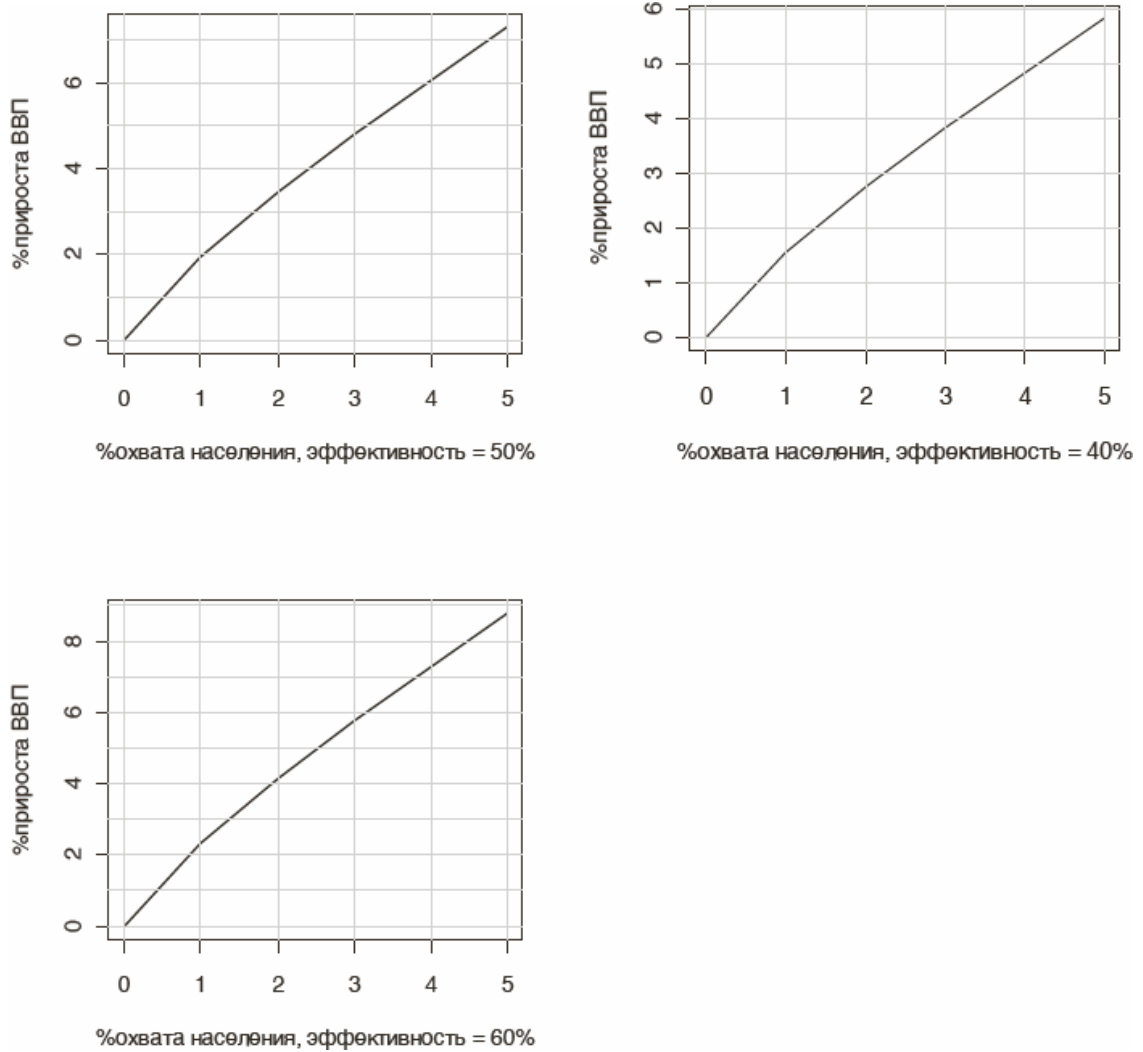 %прироста ВВП
0
2
4
6
0 1 2 3 4 5
%охвата населения, эффективность = 50%
%прироста ВВП
0
1
2
3
4
5
6
0 1 2 3 4 5
%охвата населения, эффективность = 40%
%прироста ВВП
0
2
4
6
8
0 1 2 3 4 5
%охвата населения, эффективность = 60%